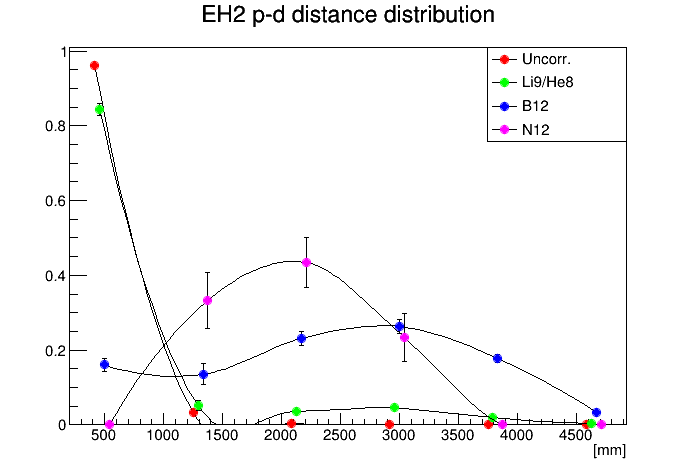 EH2 p-d distance distribution
1
Uncorr.
Li9/He8
B12
N12
0.8
0.6
0.4
0.2
0
500 1000 1500 2000 2500 3000 3500 4000 4500
[mm]